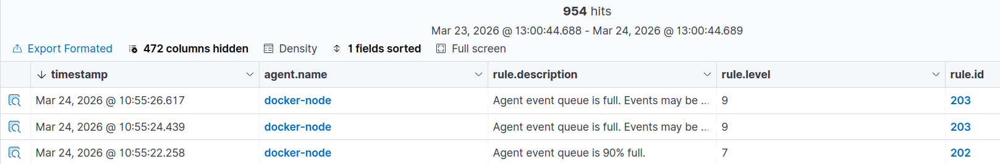 954 hits
Mar 23, 2026 @ 13:00:44.688 - Mar 24, 2026 @ 13:00:44.689
Export Formated 472 columns hidden Density 1 fields sorted Full screen
timestamp agent.name rule.description rule.level rule.id
Mar 24, 2026 @ 10:55:26.617 docker-node Agent event queue is full. Events may be ... 9 203
Mar 24, 2026 @ 10:55:24.439 docker-node Agent event queue is full. Events may be ... 9 203
Mar 24, 2026 @ 10:55:22.258 docker-node Agent event queue is 90% full. 7 202